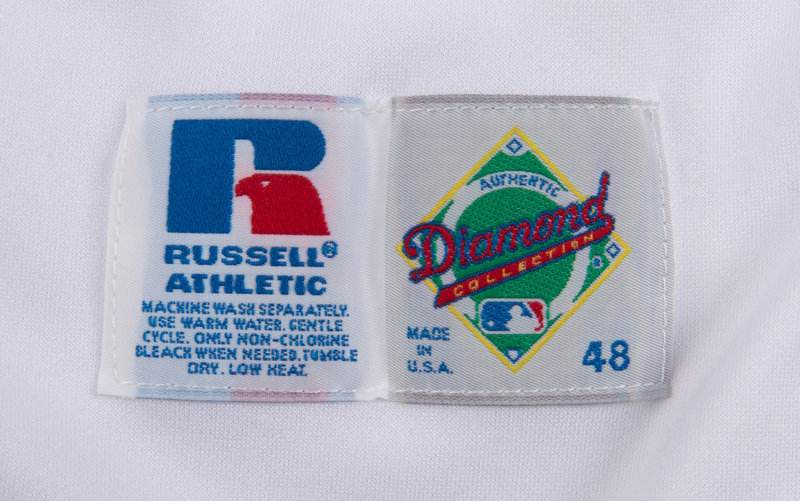 RUSSELL®
ATHLETIC
MACHINE WASH SEPARATELY.
USE WARM WATER. GENTLE
CYCLE. ONLY NON-CHLORINE
BLEACH WHEN NEEDED. TUMBLE
DRY. LOW HEAT.
AUTHENTIC
Diamond
COLLECTION
®
MADE
IN
U.S.A.
48